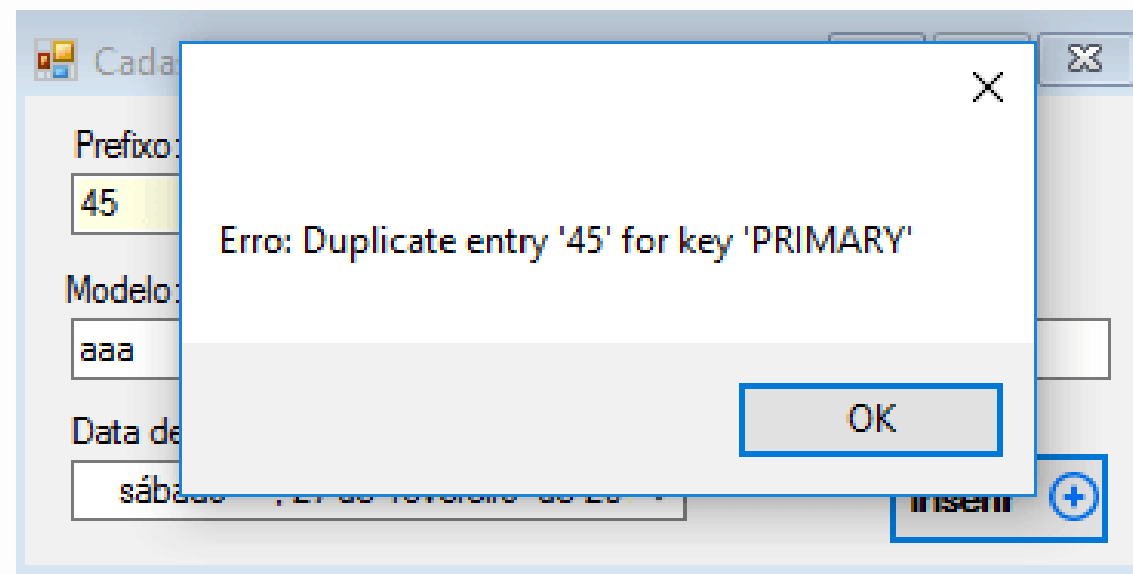 Cada
Prefixo:
45
Erro: Duplicate entry '45' for key 'PRIMARY'
Modelo:
aaa
OK
Data de
Inserir